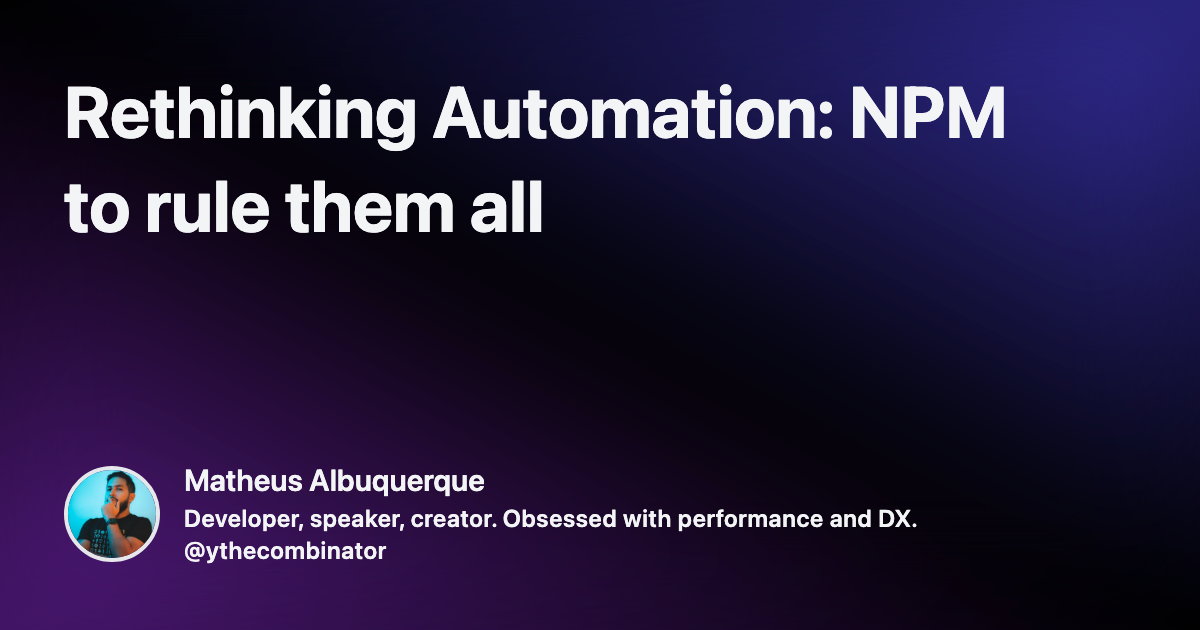 Rethinking Automation: NPM
to rule them all
Matheus Albuquerque
Developer, speaker, creator. Obsessed with performance and DX.
@ythecombinator